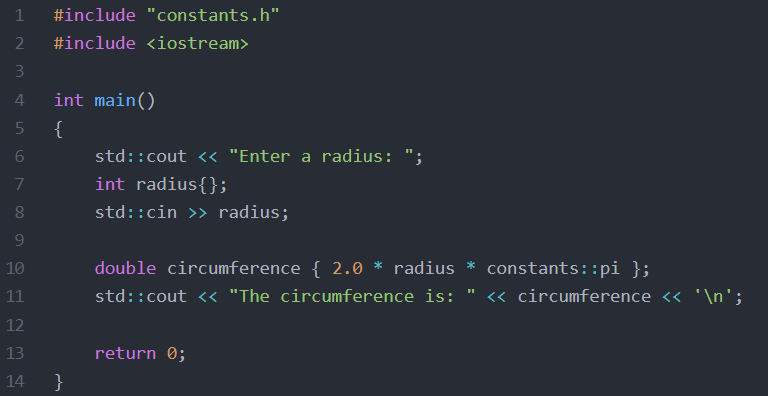 1 #include "constants.h"
2 #include <iostream>
3
4 int main()
5 {
6     std::cout << "Enter a radius: ";
7     int radius{};
8     std::cin >> radius;
9
10     double circumference { 2.0 * radius * constants::pi };
11     std::cout << "The circumference is: " << circumference << '\n';
12
13     return 0;
14 }